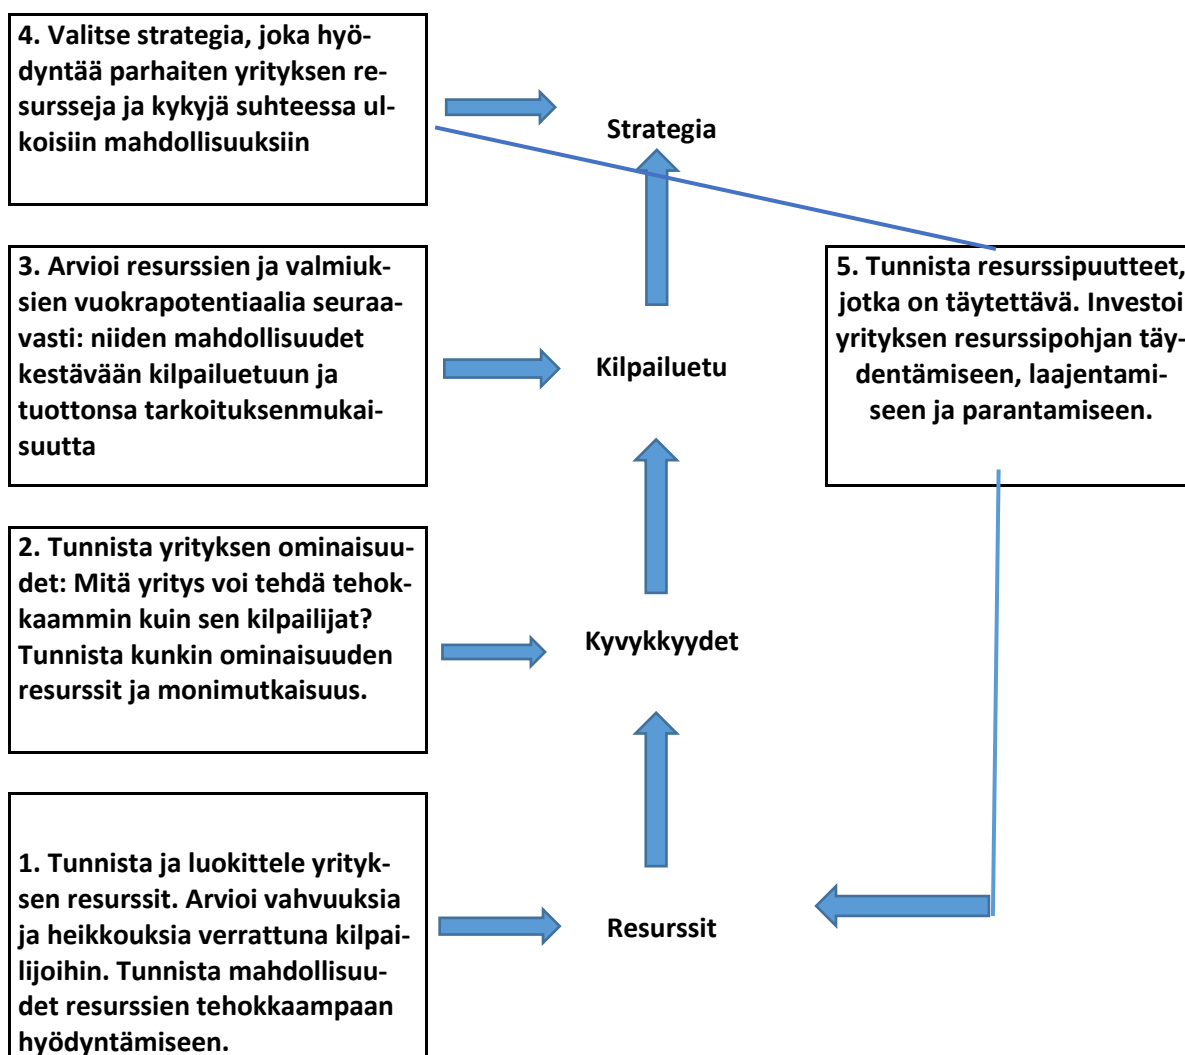 4. Valitse strategia, joka hyö-
dyntää parhaiten yrityksen re-
sursseja ja kykyjä suhteessa ul-
koisiin mahdollisuuksiin
Strategia
3. Arvioi resurssien ja valmiuk-
sien vuokrapotentiaalia seuraa-
vasti: niiden mahdollisuudet
kestävään kilpailuetuun ja
tuottonsa tarkoituksenmukai-
suutta
Kilpailuetu
5. Tunnista resurssipuutteet,
jotka on täytettävä. Investoi
yrityksen resurssipohjan täy-
dentämiseen, laajentami-
seen ja parantamiseen.
2. Tunnista yrityksen ominaisuu-
det: Mitä yritys voi tehdä tehok-
kaammin kuin sen kilpailijat?
Tunnista kunkin ominaisuuden
resurssit ja monimutkaisuus.
Kyvykkyydet
1. Tunnista ja luokittele yrityk-
sen resurssit. Arvioi vahvuuksia
ja heikkouksia verrattuna kilpai-
lijoihin. Tunnista mahdollisuu-
det resurssien tehokkaampaan
hyödyntämiseen.
Resurssit